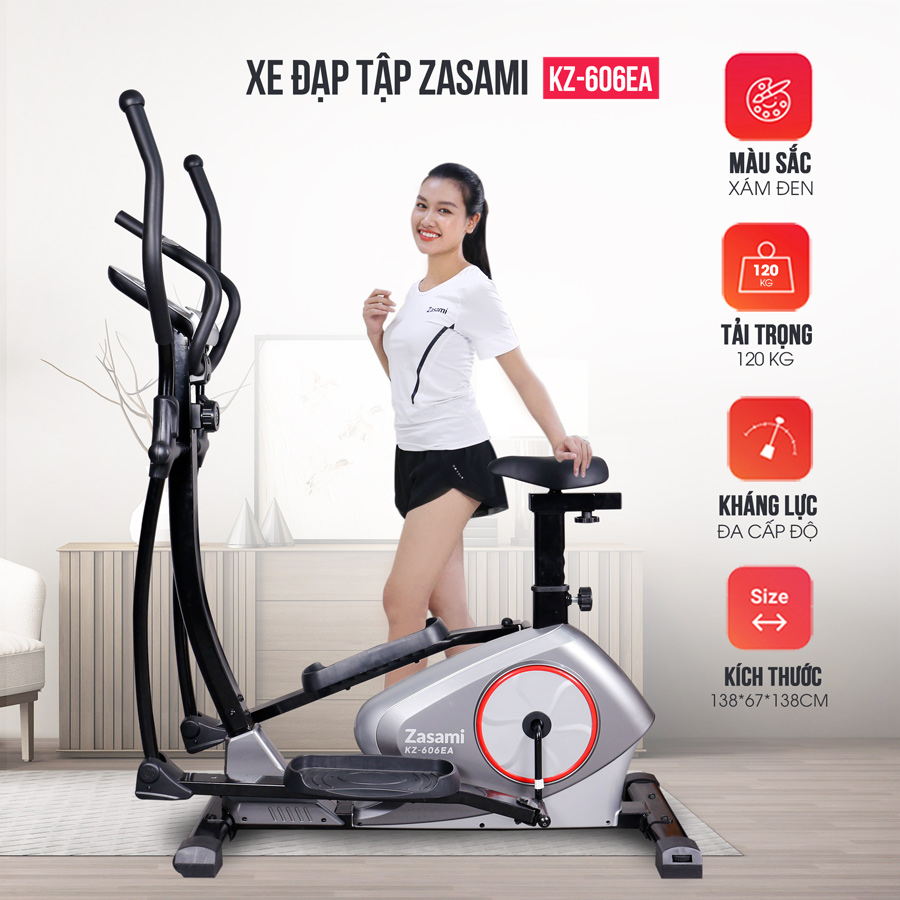 XE ĐẠP TẬP ZASAMI KZ-606EA
MÀU SẮC
XÁM ĐEN
120
KG
TẢI TRỌNG
120 KG
KHÁNG LỰC
ĐA CẤP ĐỘ
Size
KÍCH THƯỚC
138*67*138CM
Zasami
Zasami
KZ-606EA